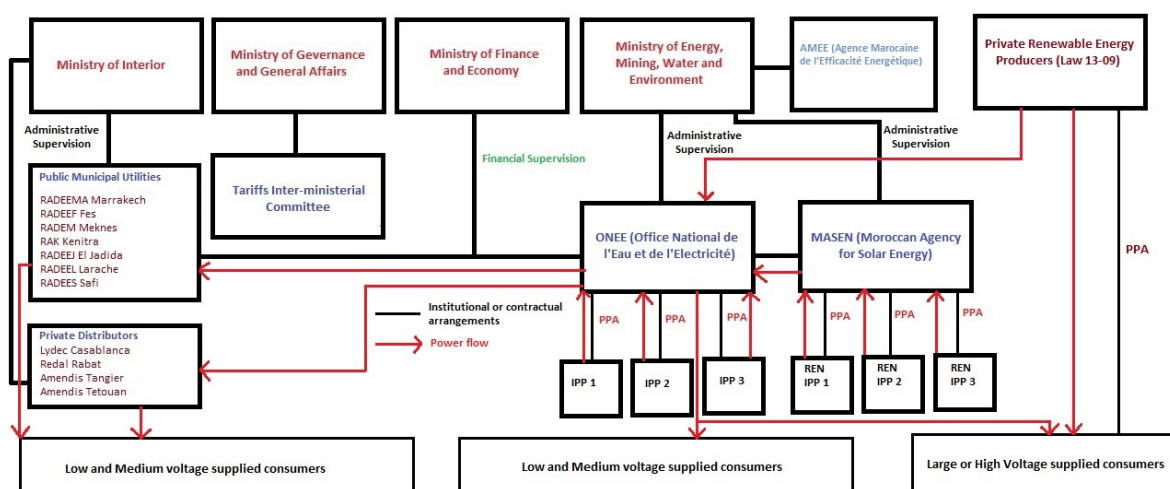 Ministry of Interior
Ministry of Geverance
and General Affairs
Ministry of Finance
and Economy
Ministry of Energy,
Mining, Water and
Environment
AMEE (Agence Marocaine
de l'Efficacité Energétique)
Private Renewable Energy
Producers (Law 13-09)
Administrative
Supervision
Financial Supervision
Administrative
Supervision
Administrative
Supervision
Public Municipal Utilities
RADEEMA Marrakech
RADEEF Fes
RADEM Meknes
RAK Kenitra
RADEEJ El Jadida
RADEEL Larache
RADEES Safi
Tariffs Inter-ministerial
Committee
ONEE (Office National de
l'Eau et de l'Electricité)
MASEN (Moroccan Agency
for Solar Energy)
PPA
Institutional or contractual
arrangements
Power flow
PPA
PPA
PPA
PPA
PPA
PPA
Private Distributors
Lydec Casablanca
Redal Rabat
Amendis Tangier
Amendis Tetouan
IPP 1
IPP 2
IPP 3
REN
IPP 1
REN
IPP 2
REN
IPP 3
Low and Medium voltage supplied consumers
Low and Medium voltage supplied consumers
Large or High Voltage supplied consumers